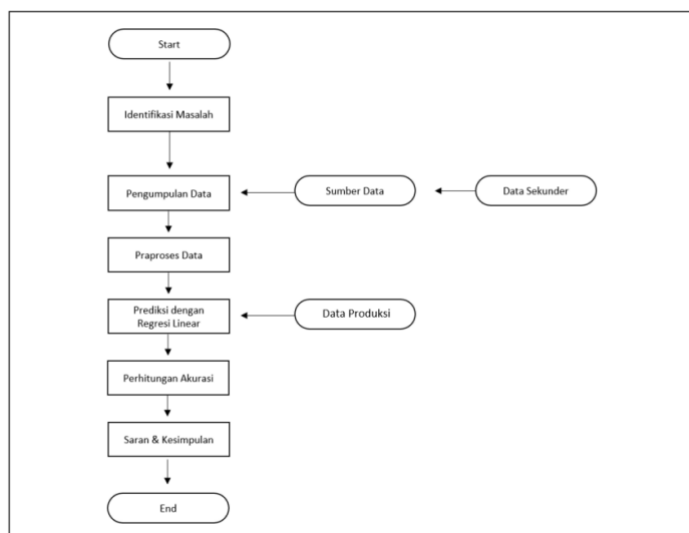 Start
Identifikasi Masalah
Pengumpulan Data
Sumber Data
Data Sekunder
Praproses Data
Prediksi dengan
Regresi Linear
Data Produksi
Perhitungan Akurasi
Saran & Kesimpulan
End